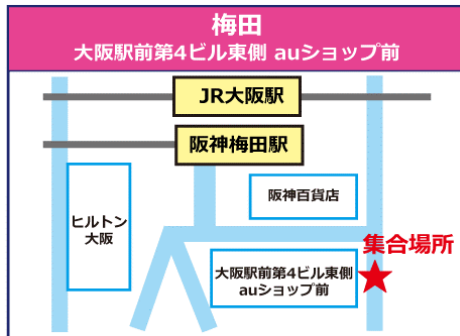 梅田
大阪駅前第4ビル東側 auショップ前
JR大阪駅
阪神梅田駅
阪神百貨店
ヒルトン
大阪
集合場所
大阪駅前第4ビル東側
auショップ前